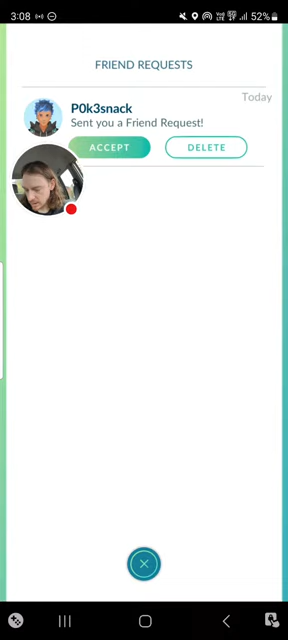 3:08
52%
FRIEND REQUESTS
Today
P0k3snack
Sent you a Friend Request!
ACCEPT
DELETE